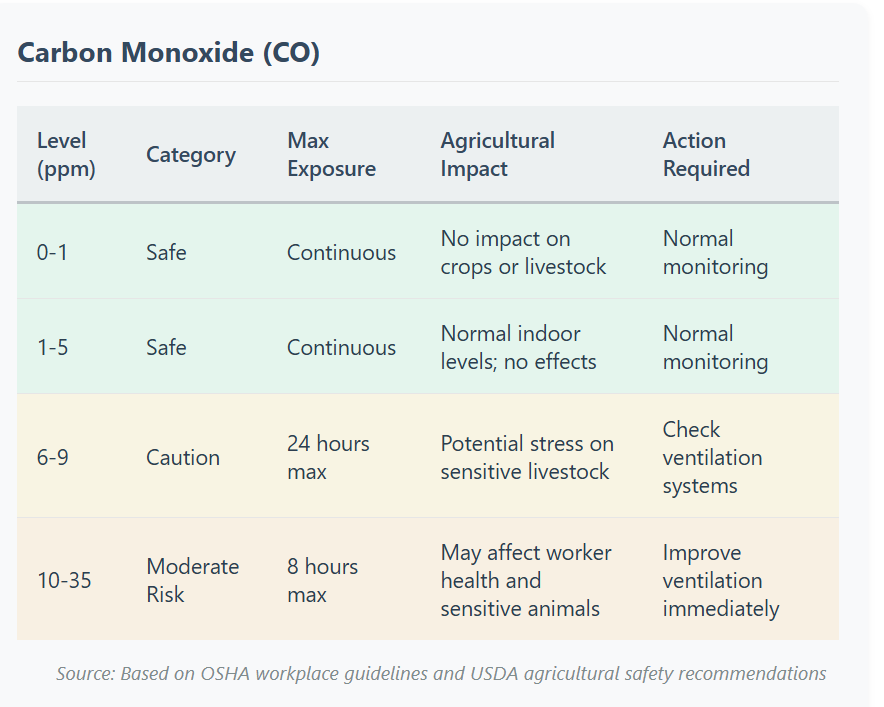 Carbon Monoxide (CO)
Level
(ppm)
Category
Max
Exposure
Agricultural
Impact
Action
Required
0-1
Safe
Continuous
No impact on
crops or livestock
Normal
monitoring
1-5
Safe
Continuous
Normal indoor
levels; no effects
Normal
monitoring
6-9
Caution
24 hours
max
Potential stress on
sensitive livestock
Check
ventilation
systems
10-35
Moderate
Risk
8 hours
max
May affect worker
health and
sensitive animals
Improve
ventilation
immediately
Source: Based on OSHA workplace guidelines and USDA agricultural safety recommendations